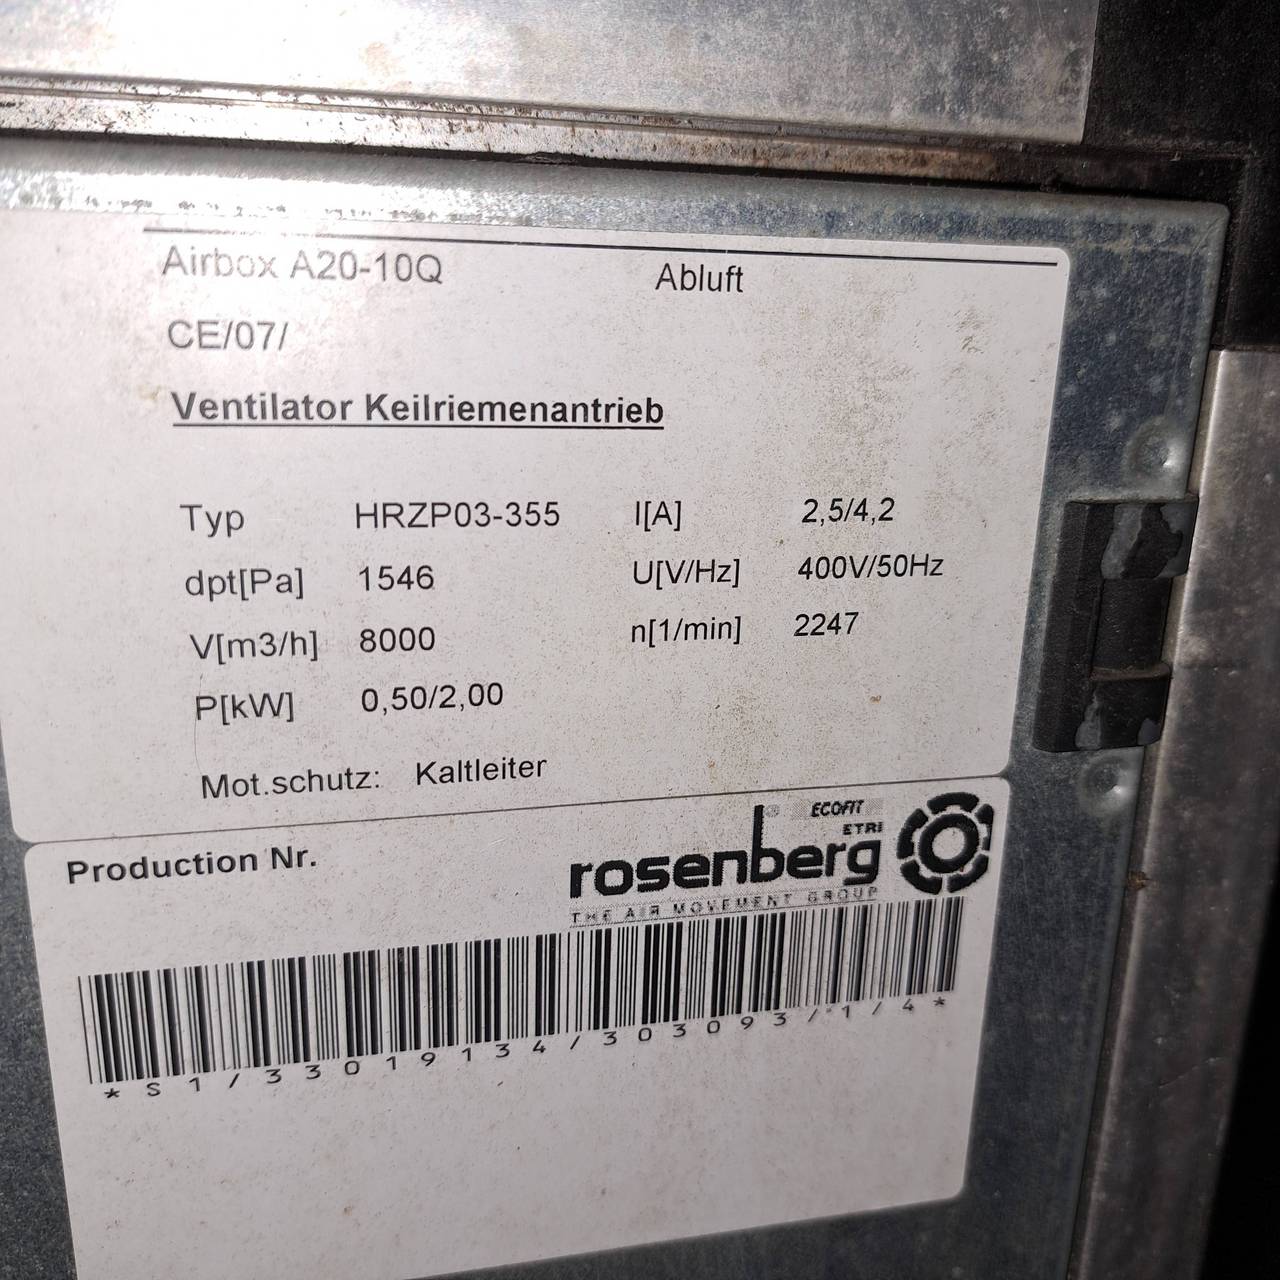 Airbox A20-10Q Abluft
CE/07/
Ventilator Keilriemenantrieb
Typ HRZP03-355 I[A] 2,5/4,2
dpt[Pa] 1546 U[V/Hz] 400V/50Hz
V[m3/h] 8000 n[1/min] 2247
P[kW] 0,50/2,00
Mot.schutz: Kaltleiter
Production Nr.
ECOFIT
ETRI
rosenberg
THE AIR MOVEMENT GROUP
*S1/33019134/303093/1/4*